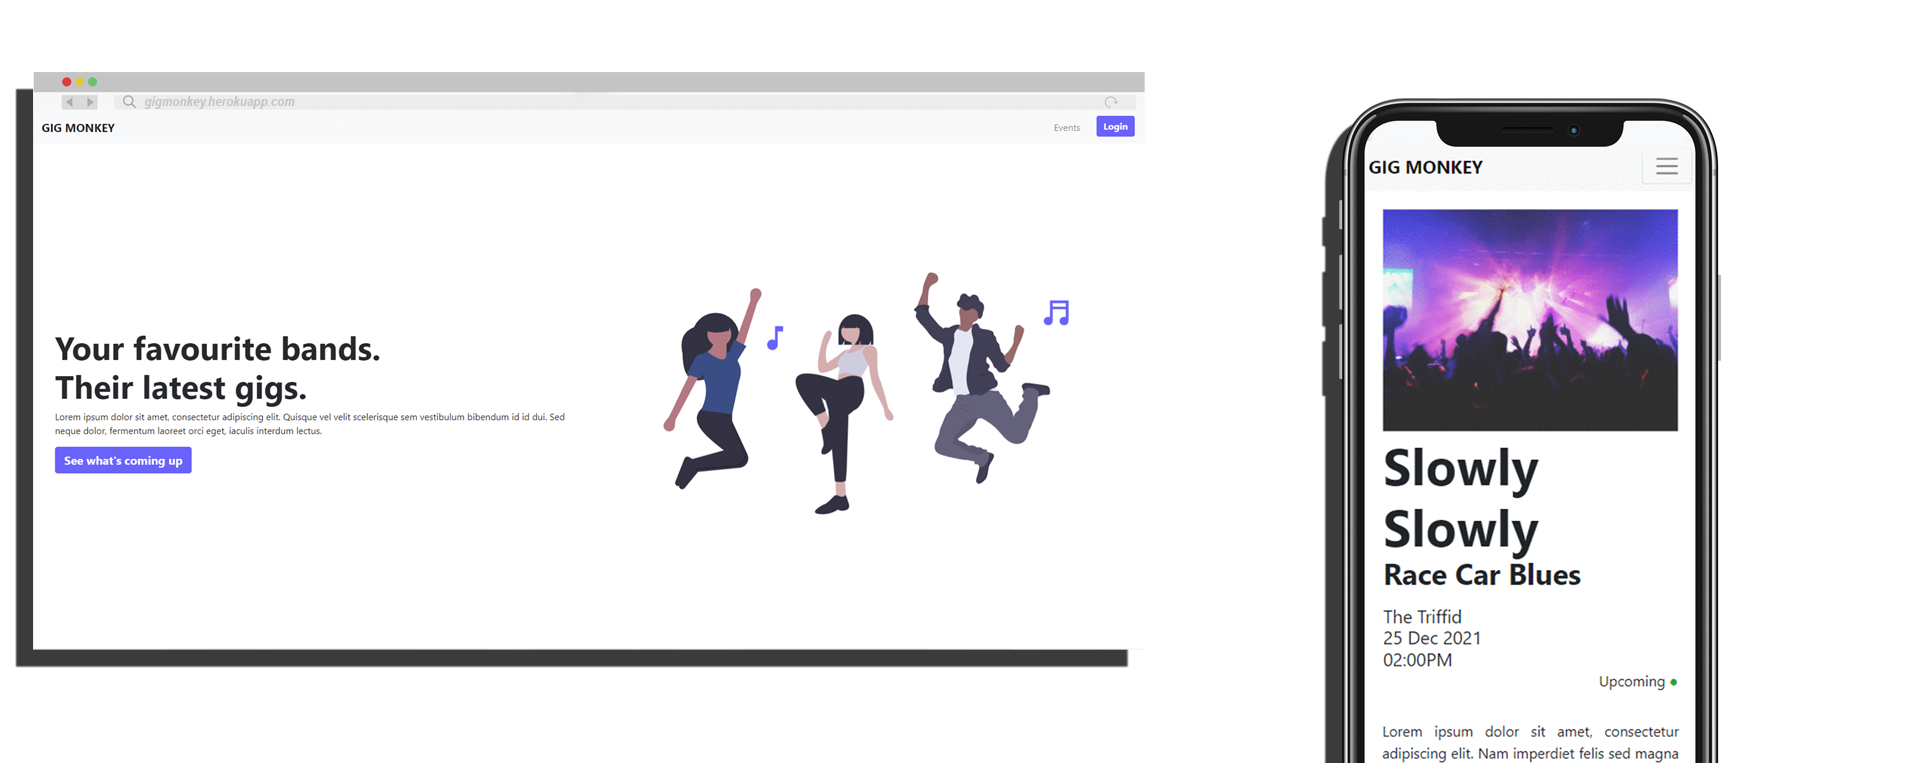 gigmonkey.herokuapp.com
GIG MONKEY
Events
Login
Your favourite bands.
Their latest gigs.
Lorem ipsum dolor sit amet, consectetur adipiscing elit. Quisque vel velit scelerisque sem vestibulum bibendum id id dui. Sed
neque dolor, fermentum laoreet orci eget, iaculis interdum lectus.
See what's coming up
GIG MONKEY
Slowly
Slowly
Race Car Blues
The Triffid
25 Dec 2021
02:00PM
Upcoming
Lorem ipsum dolor sit amet, consectetur
adipiscing elit. Nam imperdiet felis sed magna